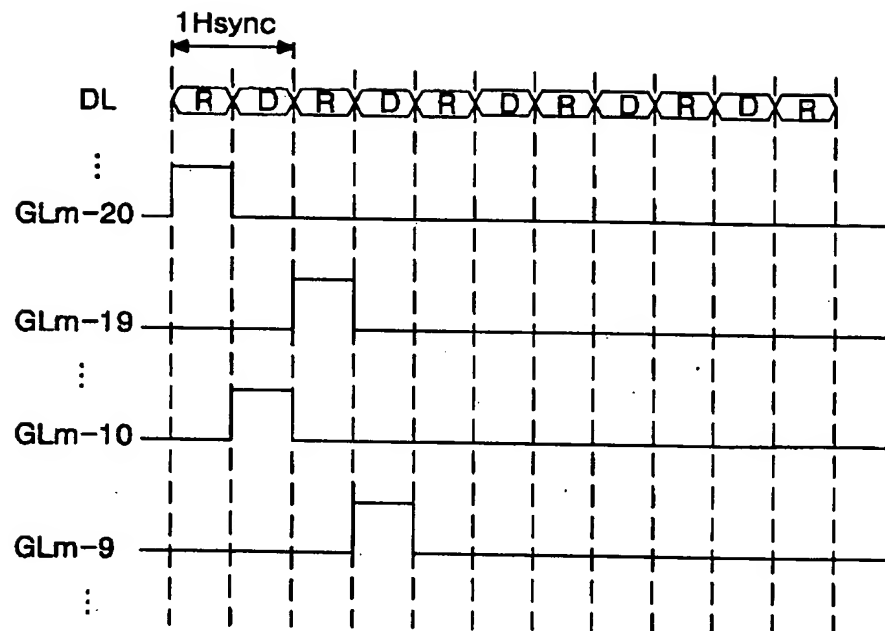 1Hsync
DL R D R D R D R D R D R
GLm-20
GLm-19
GLm-10
GLm-9